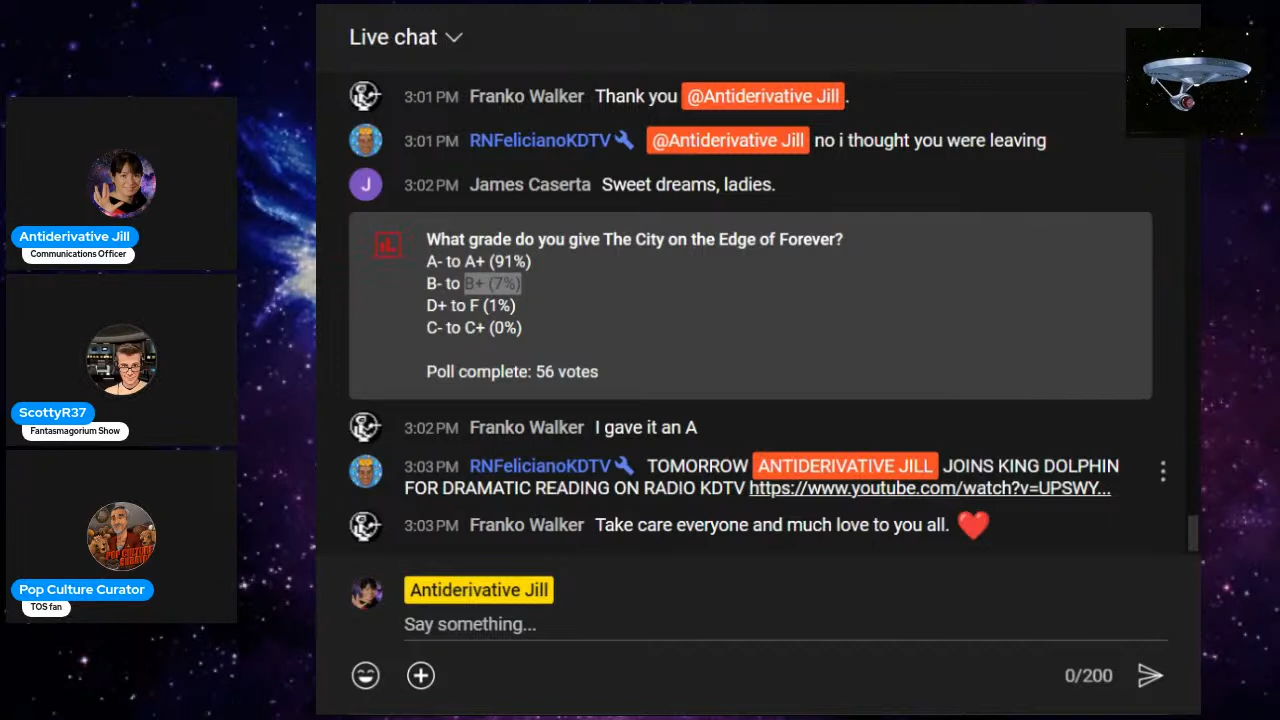 Live chat
3:01 PM Franko Walker Thank you @Antiderivative Jill.
3:01 PM RNFelicianoKDTV @Antiderivative Jill no i thought you were leaving
J 3:02 PM James Caserta Sweet dreams, ladies.
What grade do you give The City on the Edge of Forever?
A- to A+ (91%)
B- to B+ (7%)
D+ to F (1%)
C- to C+ (0%)
Poll complete: 56 votes
3:02 PM Franko Walker I gave it an A
3:03 PM RNFelicianoKDTV TOMORROW ANTIDERIVATIVE JILL JOINS KING DOLPHIN
FOR DRAMATIC READING ON RADIO KDTV https://www.youtube.com/watch?v=UPSWY...
3:03 PM Franko Walker Take care everyone and much love to you all. ❤️
Antiderivative Jill
Say something...
0/200
Antiderivative Jill
Communications Officer
ScottyR37
Fantasmagorium Show
POP CULTURE
CURATOR
Pop Culture Curator
TOS fan